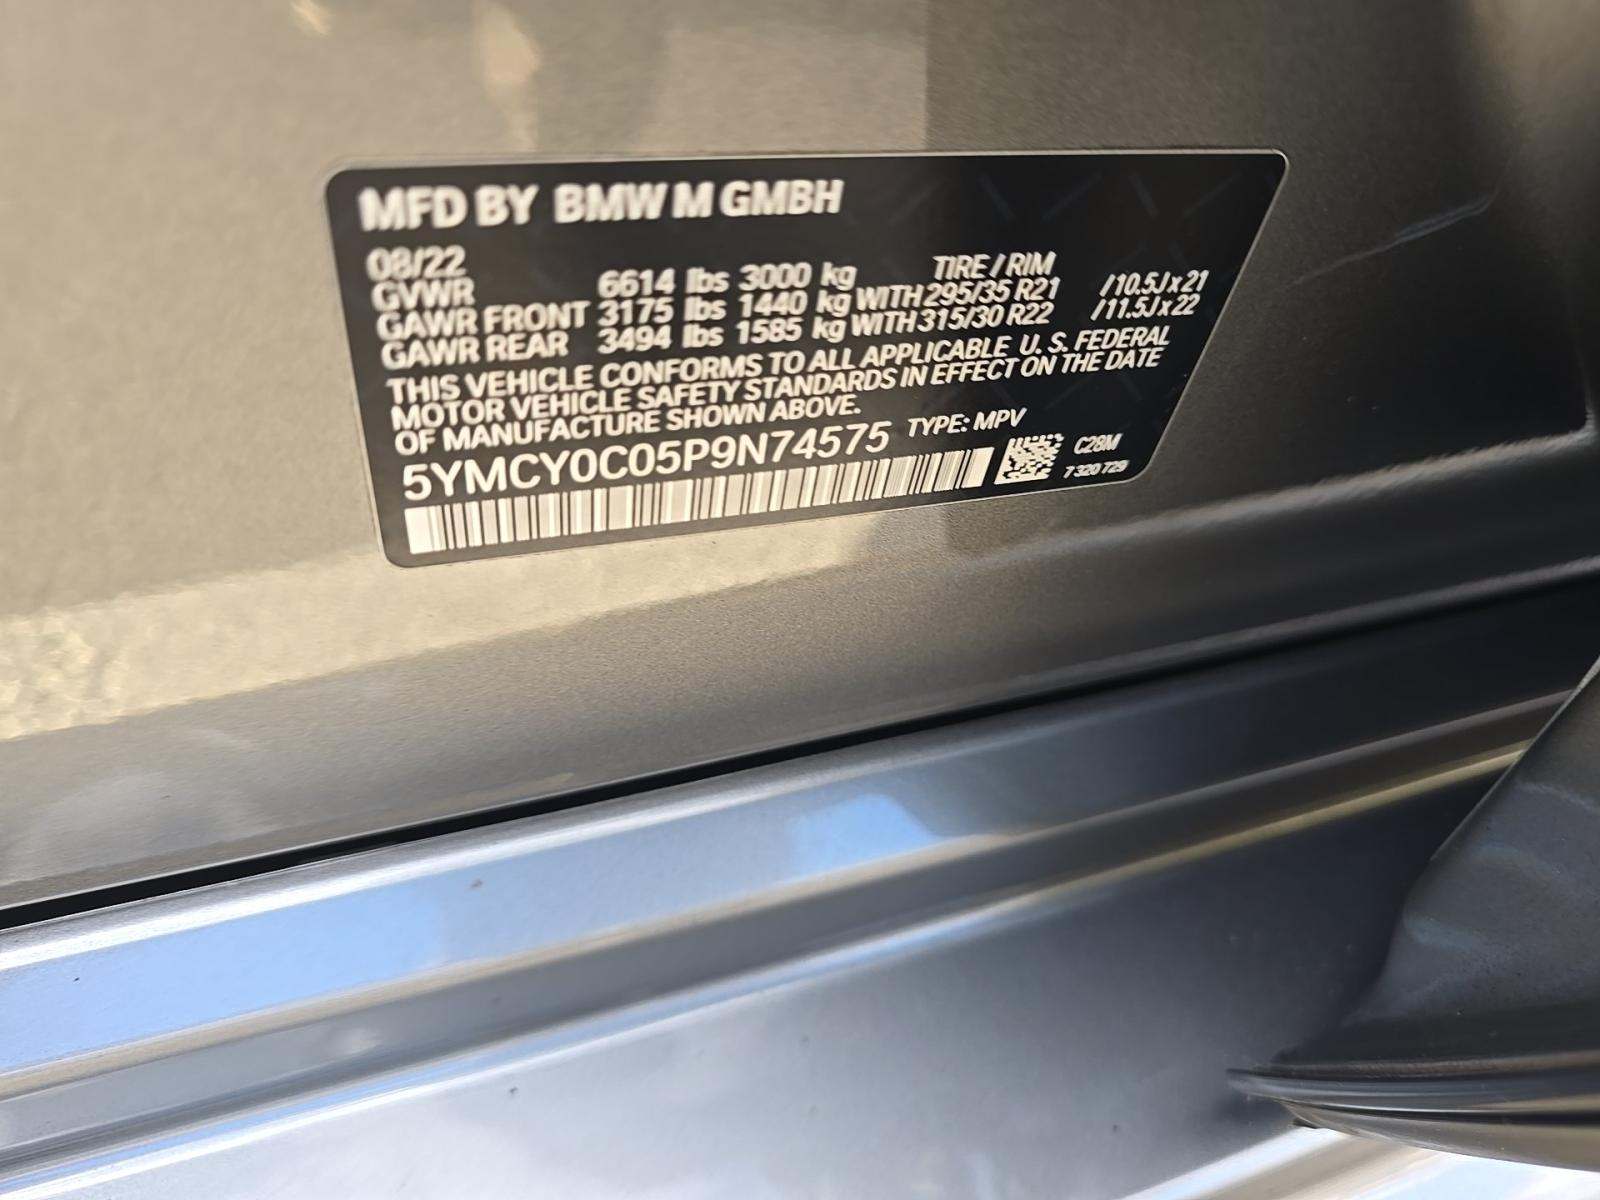 MFD BY BMW M GMBH
08/22 TIRE / RIM
GVWR 6614 lbs 3000 kg
GAWR FRONT 3175 lbs 1440 kg WITH 295/35 R21 /10.5J x 21
GAWR REAR 3494 lbs 1585 kg WITH 315/30 R22 /11.5J x 22
THIS VEHICLE CONFORMS TO ALL APPLICABLE U. S. FEDERAL
MOTOR VEHICLE SAFETY STANDARDS IN EFFECT ON THE DATE
OF MANUFACTURE SHOWN ABOVE.
5YMCY0C05P9N74575 TYPE: MPV
C28M
7 320 729